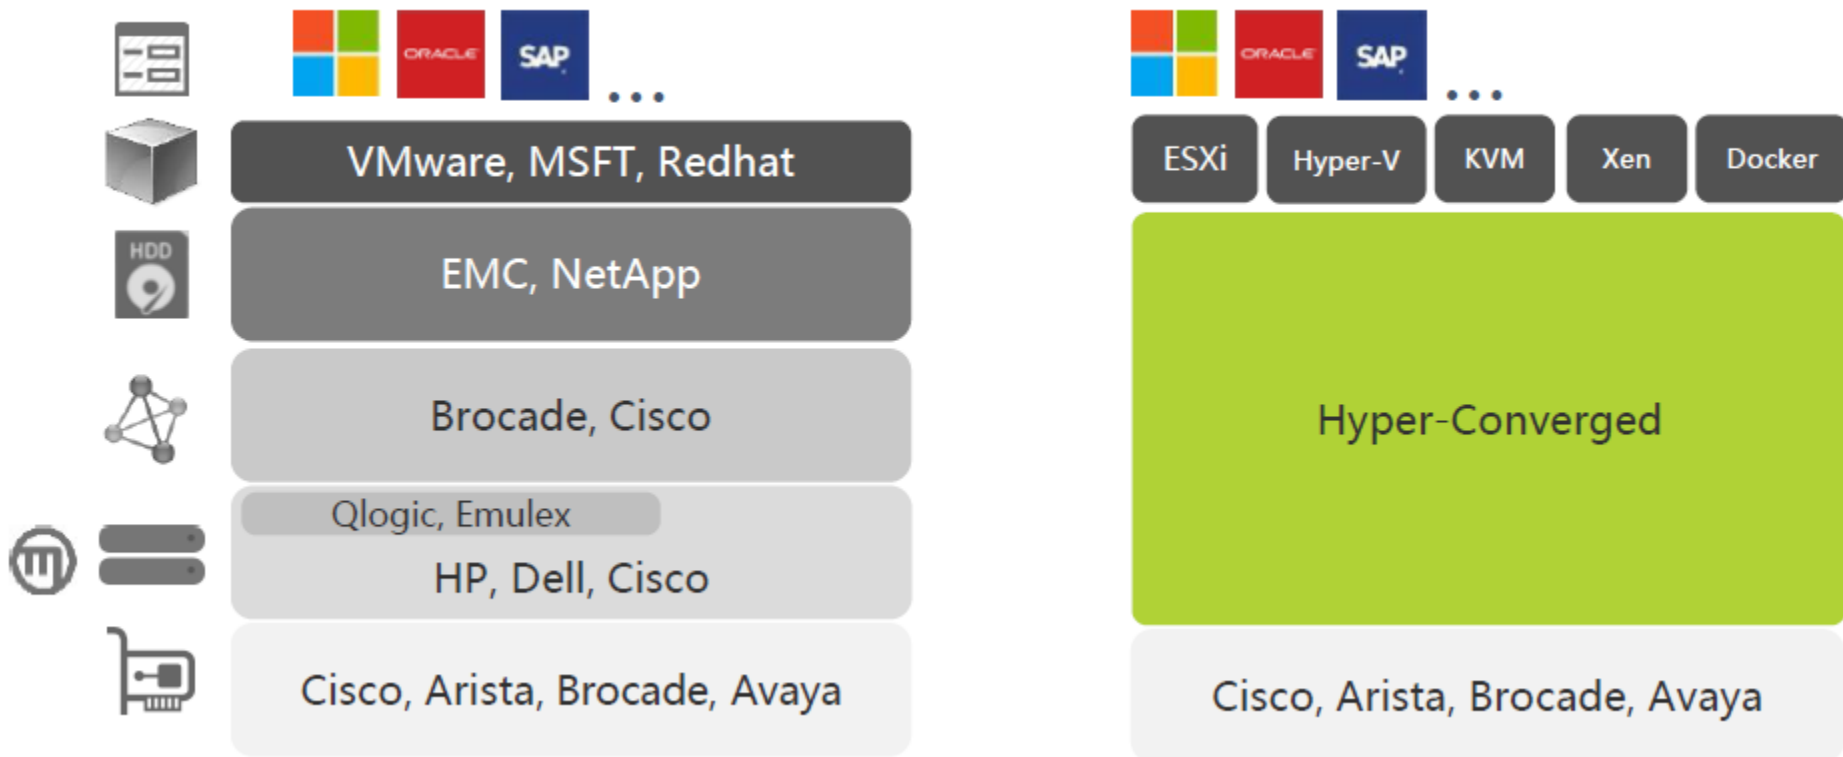 ORACLE
SAP
...
VMware, MSFT, Redhat
HDD
EMC, NetApp
Brocade, Cisco
Qlogic, Emulex
m
HP, Dell, Cisco
Cisco, Arista, Brocade, Avaya
ORACLE
SAP
...
ESXi
Hyper-V
KVM
Xen
Docker
Hyper-Converged
Cisco, Arista, Brocade, Avaya